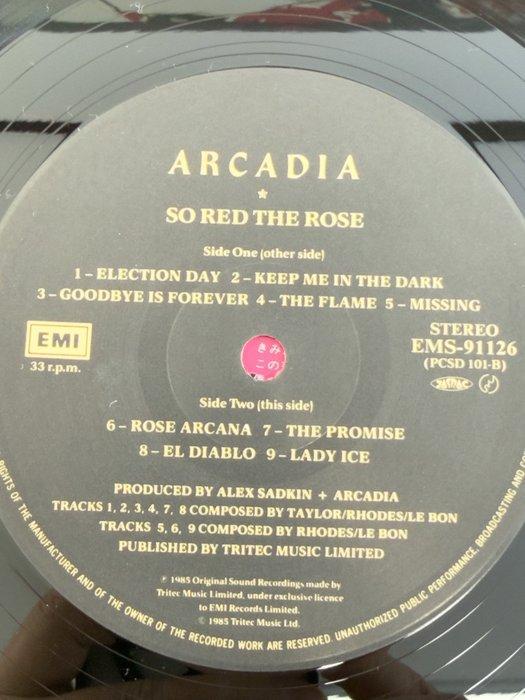 ARCADIA
SO RED THE ROSE
Side One (other side)
1 – ELECTION DAY 2 – KEEP ME IN THE DARK
3 – GOODBYE IS FOREVER 4 – THE FLAME 5 – MISSING
EMI
33 r.p.m.
STEREO
EMS-91126
(PCSD 101-B)
きみ
この
Side Two (this side)
6 – ROSE ARCANA 7 – THE PROMISE
8 – EL DIABLO 9 – LADY ICE
PRODUCED BY ALEX SADKIN + ARCADIA
TRACKS 1, 2, 3, 4, 7, 8 COMPOSED BY TAYLOR/RHODES/LE BON
TRACKS 5, 6, 9 COMPOSED BY RHODES/LE BON
PUBLISHED BY TRITEC MUSIC LIMITED
℗ 1985 Original Sound Recordings made by
Tritec Music Limited, under exclusive licence
to EMI Records Limited.
© 1985 Tritec Music Ltd.
RIGHTS OF THE MANUFACTURER AND OF THE OWNER OF THE RECORDED WORK ARE RESERVED. UNAUTHORIZED PUBLIC PERFORMANCE, BROADCASTING AND